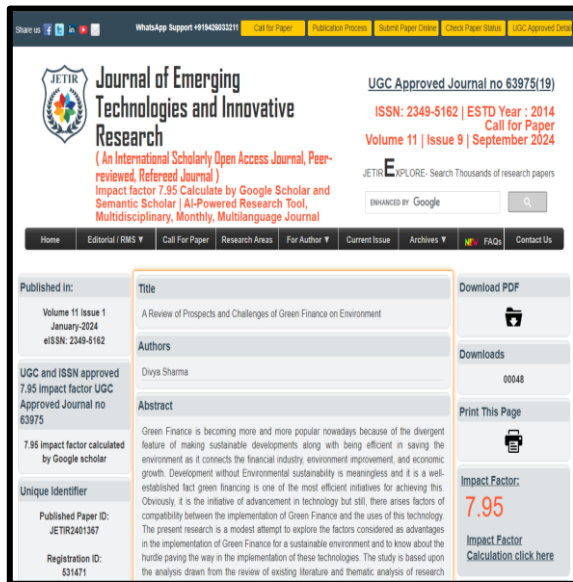 Share us
WhatsApp Support +919426033211
Call for Paper
Publication Process
Submit Paper Online
Check Paper Status
UGC Approved Detail
JETIR
Journal of Emerging
Technologies and Innovative
Research
( An International Scholarly Open Access Journal, Peer-
reviewed, Refereed Journal )
Impact factor 7.95 Calculate by Google Scholar and
Semantic Scholar | AI-Powered Research Tool,
Multidisciplinary, Monthly, Multilanguage Journal
UGC Approved Journal no 63975(19)
ISSN: 2349-5162 | ESTD Year : 2014
Call for Paper
Volume 11 | Issue 9 | September 2024
JETIREXPLORE- Search Thousands of research papers
ENHANCED BY Google
Home
Editorial / RMS ▼
Call For Paper
Research Areas
For Author ▼
Current Issue
Archives ▼
NEW FAQs
Contact Us
Published in:
Volume 11 Issue 1
January-2024
eISSN: 2349-5162
UGC and ISSN approved
7.95 impact factor UGC
Approved Journal no
63975
7.95 impact factor calculated
by Google scholar
Unique Identifier
Published Paper ID:
JETIR2401367
Registration ID:
531471
Title
A Review of Prospects and Challenges of Green Finance on Environment
Authors
Divya Sharma
Abstract
Green Finance is becoming more and more popular nowadays because of the divergent
feature of making sustainable developments along with being efficient in saving the
environment as it connects the financial industry, environment improvement, and economic
growth. Development without Environmental sustainability is meaningless and it is a well-
established fact green financing is one of the most efficient initiatives for achieving this.
Obviously, it is the initiative of advancement in technology but still, there arises factors of
compatibility between the implementation of Green Finance and the uses of this technology.
The present research is a modest attempt to explore the factors considered as advantages
in the implementation of Green Finance for a sustainable environment and to know about the
hurdle paving the way in the implementation of these technologies. The study is based upon
the analysis drawn from the review of existing literature and thematic analysis of research
Download PDF
Downloads
00048
Print This Page
Impact Factor:
7.95
Impact Factor
Calculation click here